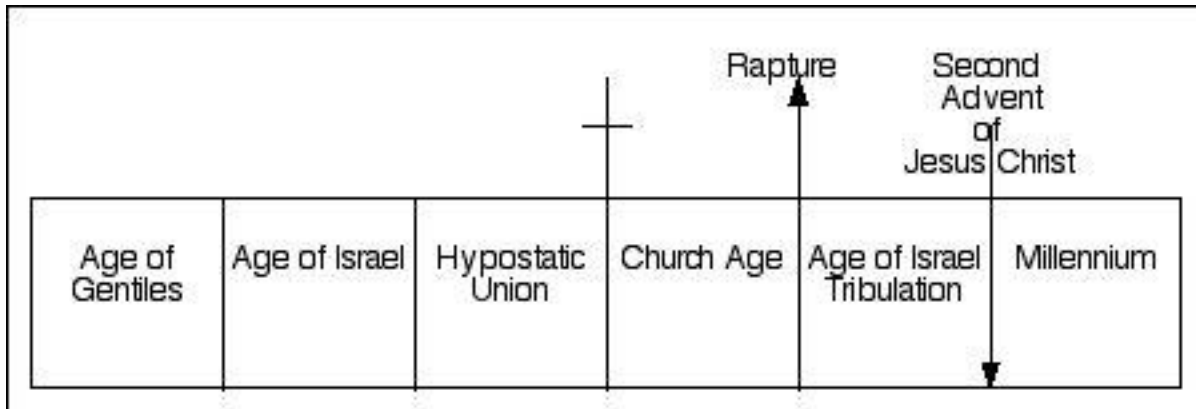 Rapture
Second
Advent
of
Jesus Christ
Age of
Gentiles
Age of Israel
Hypostatic
Union
Church Age
Age of Israel
Tribulation
Millennium